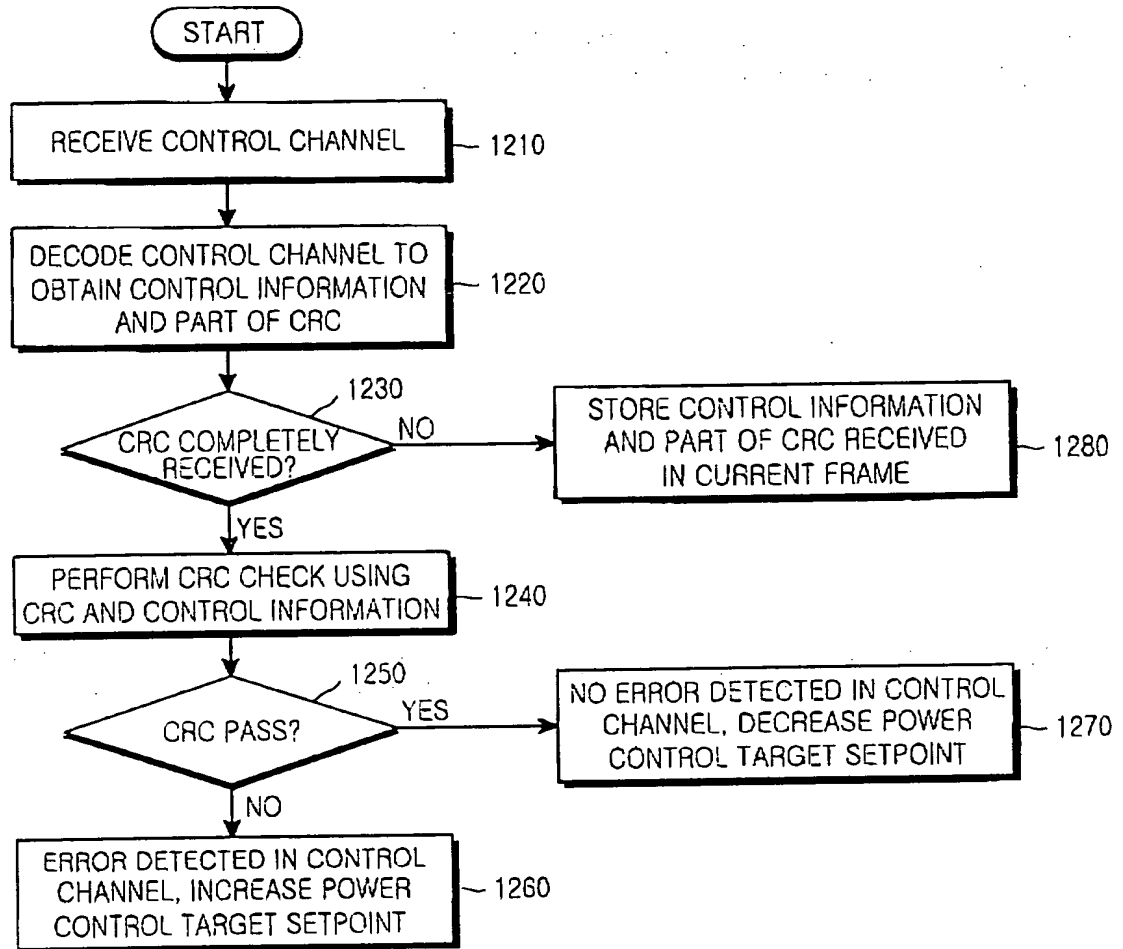 START
RECEIVE CONTROL CHANNEL
1210
DECODE CONTROL CHANNEL TO
OBTAIN CONTROL INFORMATION
AND PART OF CRC
1220
1230
CRC COMPLETELY
RECEIVED?
NO
STORE CONTROL INFORMATION
AND PART OF CRC RECEIVED
IN CURRENT FRAME
1280
YES
PERFORM CRC CHECK USING
CRC AND CONTROL INFORMATION
1240
1250
CRC PASS?
YES
NO ERROR DETECTED IN CONTROL
CHANNEL, DECREASE POWER
CONTROL TARGET SETPOINT
1270
NO
ERROR DETECTED IN CONTROL
CHANNEL, INCREASE POWER
CONTROL TARGET SETPOINT
1260